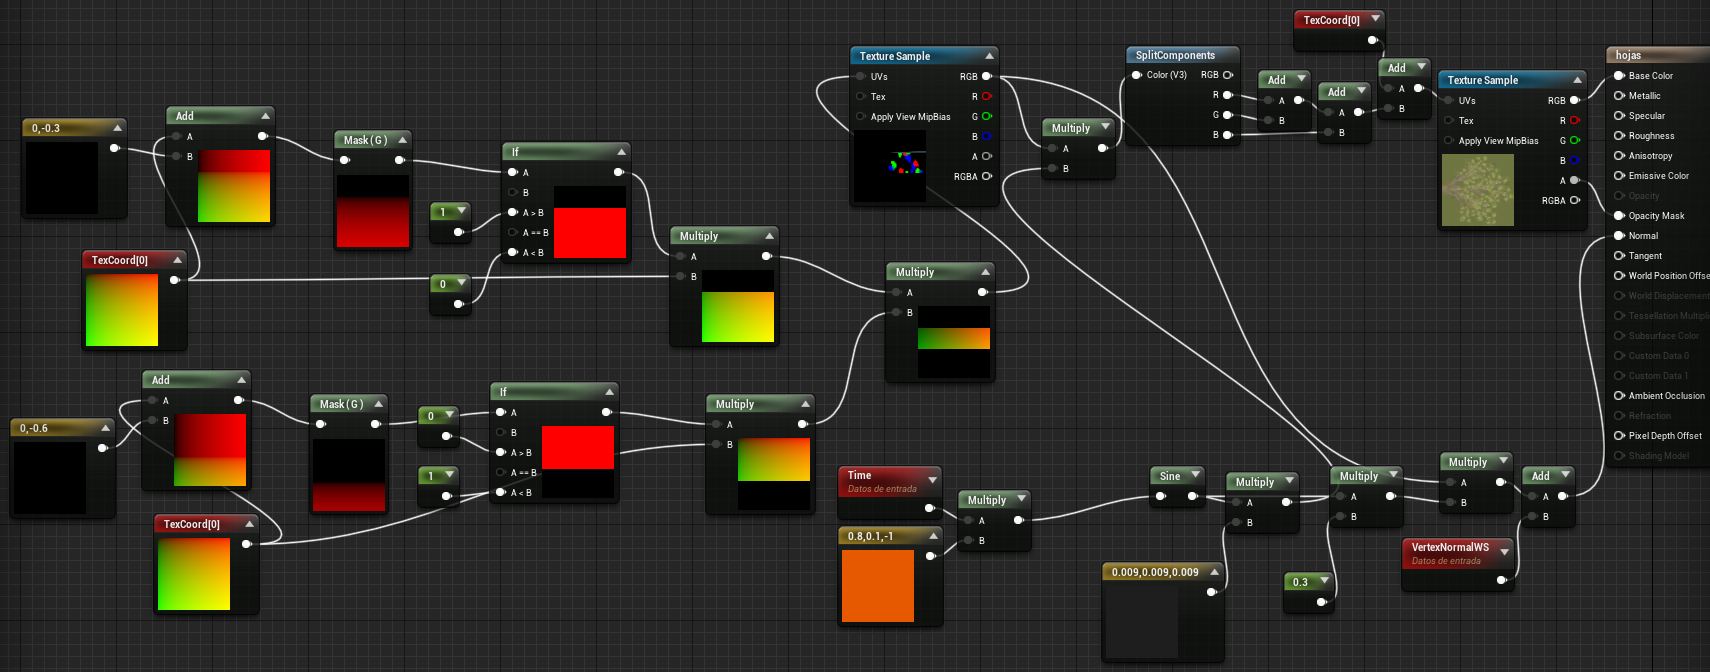 0,-0.3
Add
A
B
TexCoord[0]
Mask ( G )
If
A
B
A > B
A == B
A < B
1
0
Multiply
A
B
Add
A
B
0,-0.6
TexCoord[0]
Mask ( G )
0
1
If
A
B
A > B
A == B
A < B
Multiply
A
B
Multiply
A
B
Texture Sample
UVs RGB
Tex R
Apply View MipBias G
B
A
RGBA
Multiply
A
B
SplitComponents
Color (V3) RGB
R
G
B
Add
A
B
Add
A
B
TexCoord[0]
Add
A
B
Texture Sample
UVs RGB
Tex R
Apply View MipBias G
B
A
RGBA
hojas
Base Color
Metallic
Specular
Roughness
Anisotropy
Emissive Color
Opacity
Opacity Mask
Normal
Tangent
World Position Offse
World Displacement
Tessellation Multipli
Subsurface Color
Custom Data 0
Custom Data 1
Ambient Occlusion
Refraction
Pixel Depth Offset
Shading Model
Time
Datos de entrada
0.8,0.1,-1
Multiply
A
B
Sine
Multiply
A
B
0.009,0.009,0.009
0.3
Multiply
A
B
Multiply
A
B
Add
A
B
VertexNormalWS
Datos de entrada